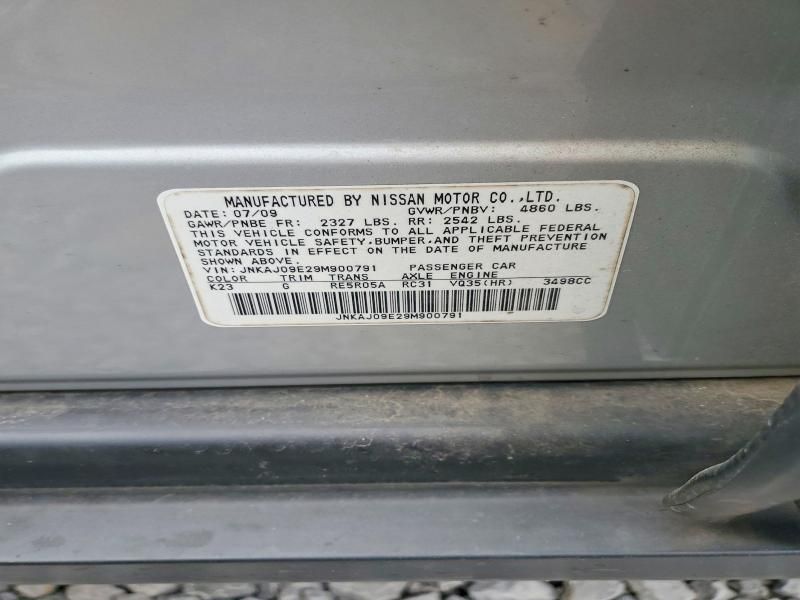 MANUFACTURED BY NISSAN MOTOR CO.,LTD.
DATE: 07/09 GVWR/PNBV: 4860 LBS.
GAWR/PNBE FR: 2327 LBS. RR: 2542 LBS.
THIS VEHICLE CONFORMS TO ALL APPLICABLE FEDERAL
MOTOR VEHICLE SAFETY,BUMPER,AND THEFT PREVENTION
STANDARDS IN EFFECT ON THE DATE OF MANUFACTURE
SHOWN ABOVE.
VIN: JNKAJ09E29M900791 PASSENGER CAR
COLOR TRIM TRANS AXLE ENGINE
K23 G RE5R05A RC31 VQ35(HR) 3498CC
JNKAJ09E29M900791